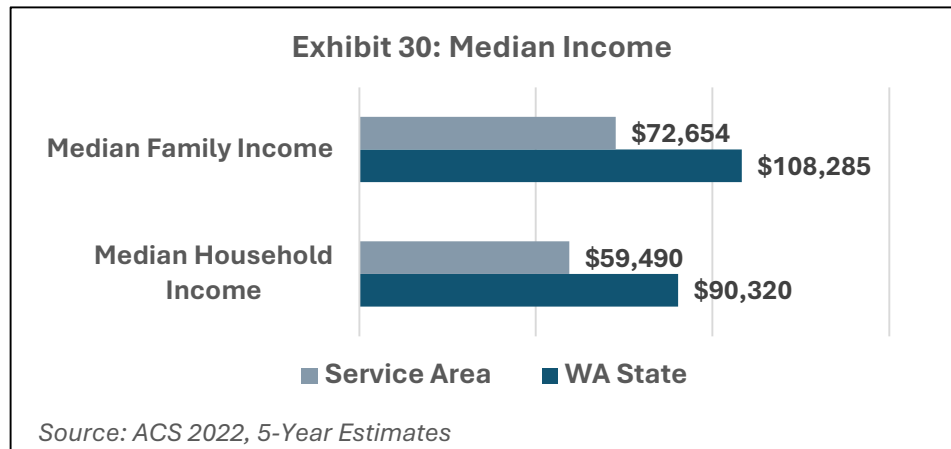 Exhibit 30: Median Income
Median Family Income
$72,654
$108,285
Median Household
Income
$59,490
$90,320
Service Area
WA State
Source: ACS 2022, 5-Year Estimates